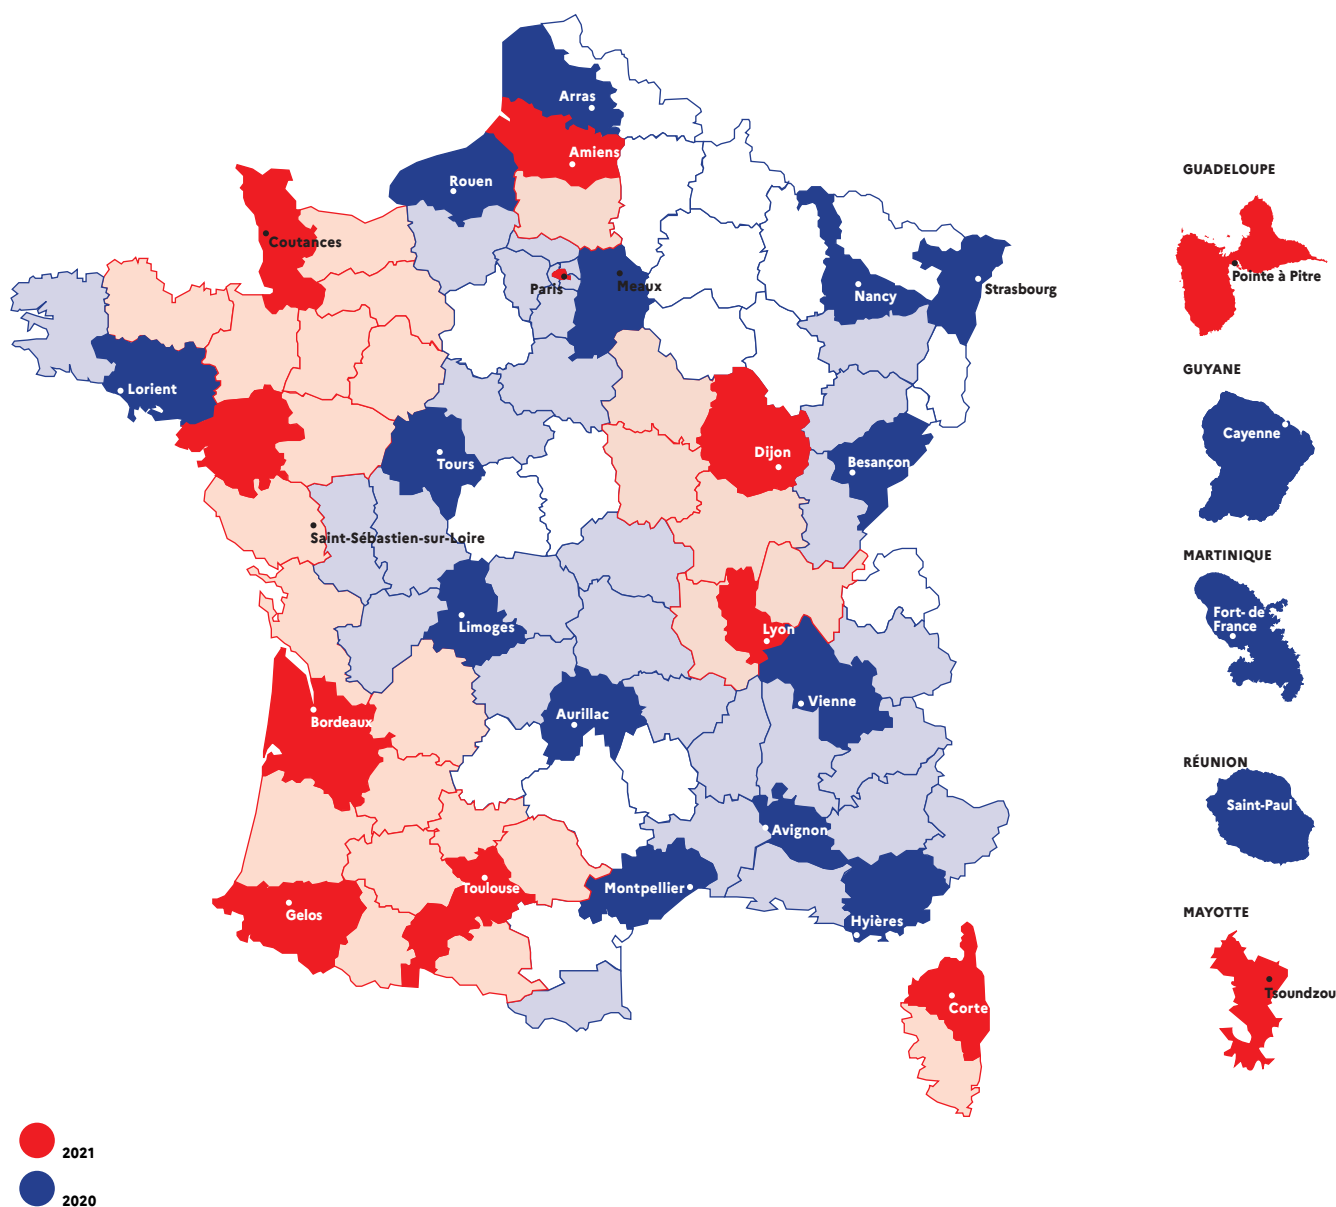 Arras
Amiens
Rouen
GUADELOUPE
Coutances
Pointe à Pitre
Paris
Meaux
Nancy
Strasbourg
GUYANE
Lorient
Cayenne
Dijon
Tours
Besançon
Saint-Sébastien-sur-Loire
MARTINIQUE
Fort- de
France
Limoges
Lyon
Vienne
Aurillac
Bordeaux
RÉUNION
Saint-Paul
Avignon
Toulouse
Montpellier
Gelos
Hyières
MAYOTTE
Tsoundzou
Corte
2021
2020